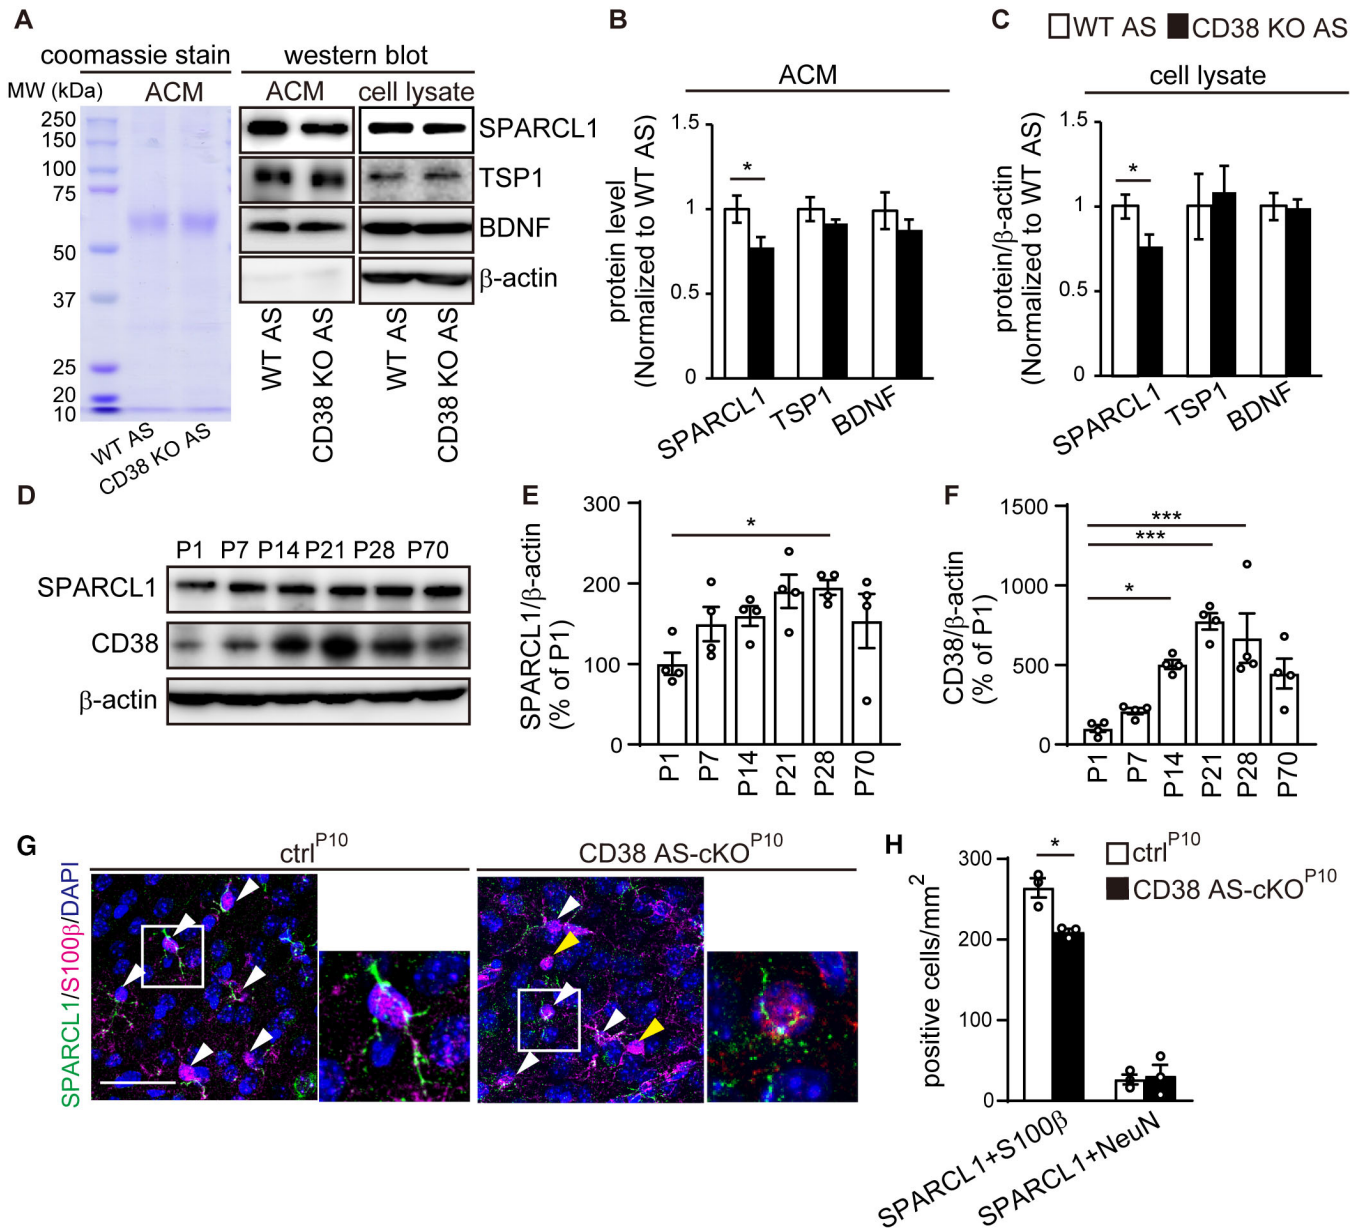 A
coomassie stain
western blot
MW (kDa)
ACM
ACM
cell lysate
250
150
100
75
50
37
25
20
10
SPARCL1
TSP1
BDNF
β-actin
WT AS
CD38 KO AS
WT AS
CD38 KO AS
WT AS
CD38 KO AS
B
ACM
protein level
(Normalized to WT AS)
1.5
1
0.5
0
*
SPARCL1
TSP1
BDNF
C
WT AS
CD38 KO AS
cell lysate
protein/β-actin
(Normalized to WT AS)
1.5
1
0.5
0
*
SPARCL1
TSP1
BDNF
D
P1 P7 P14 P21 P28 P70
SPARCL1
CD38
β-actin
E
SPARCL1/β-actin
(% of P1)
300
200
100
0
*
P1
P7
P14
P21
P28
P70
F
CD38/β-actin
(% of P1)
1500
1000
500
0
***
***
*
P1
P7
P14
P21
P28
P70
G
ctrl^P10
CD38 AS-cKO^P10
SPARCL1/S100β/DAPI
H
ctrl^P10
CD38 AS-cKO^P10
positive cells/mm²
300
200
100
0
*
SPARCL1+S100β
SPARCL1+NeuN